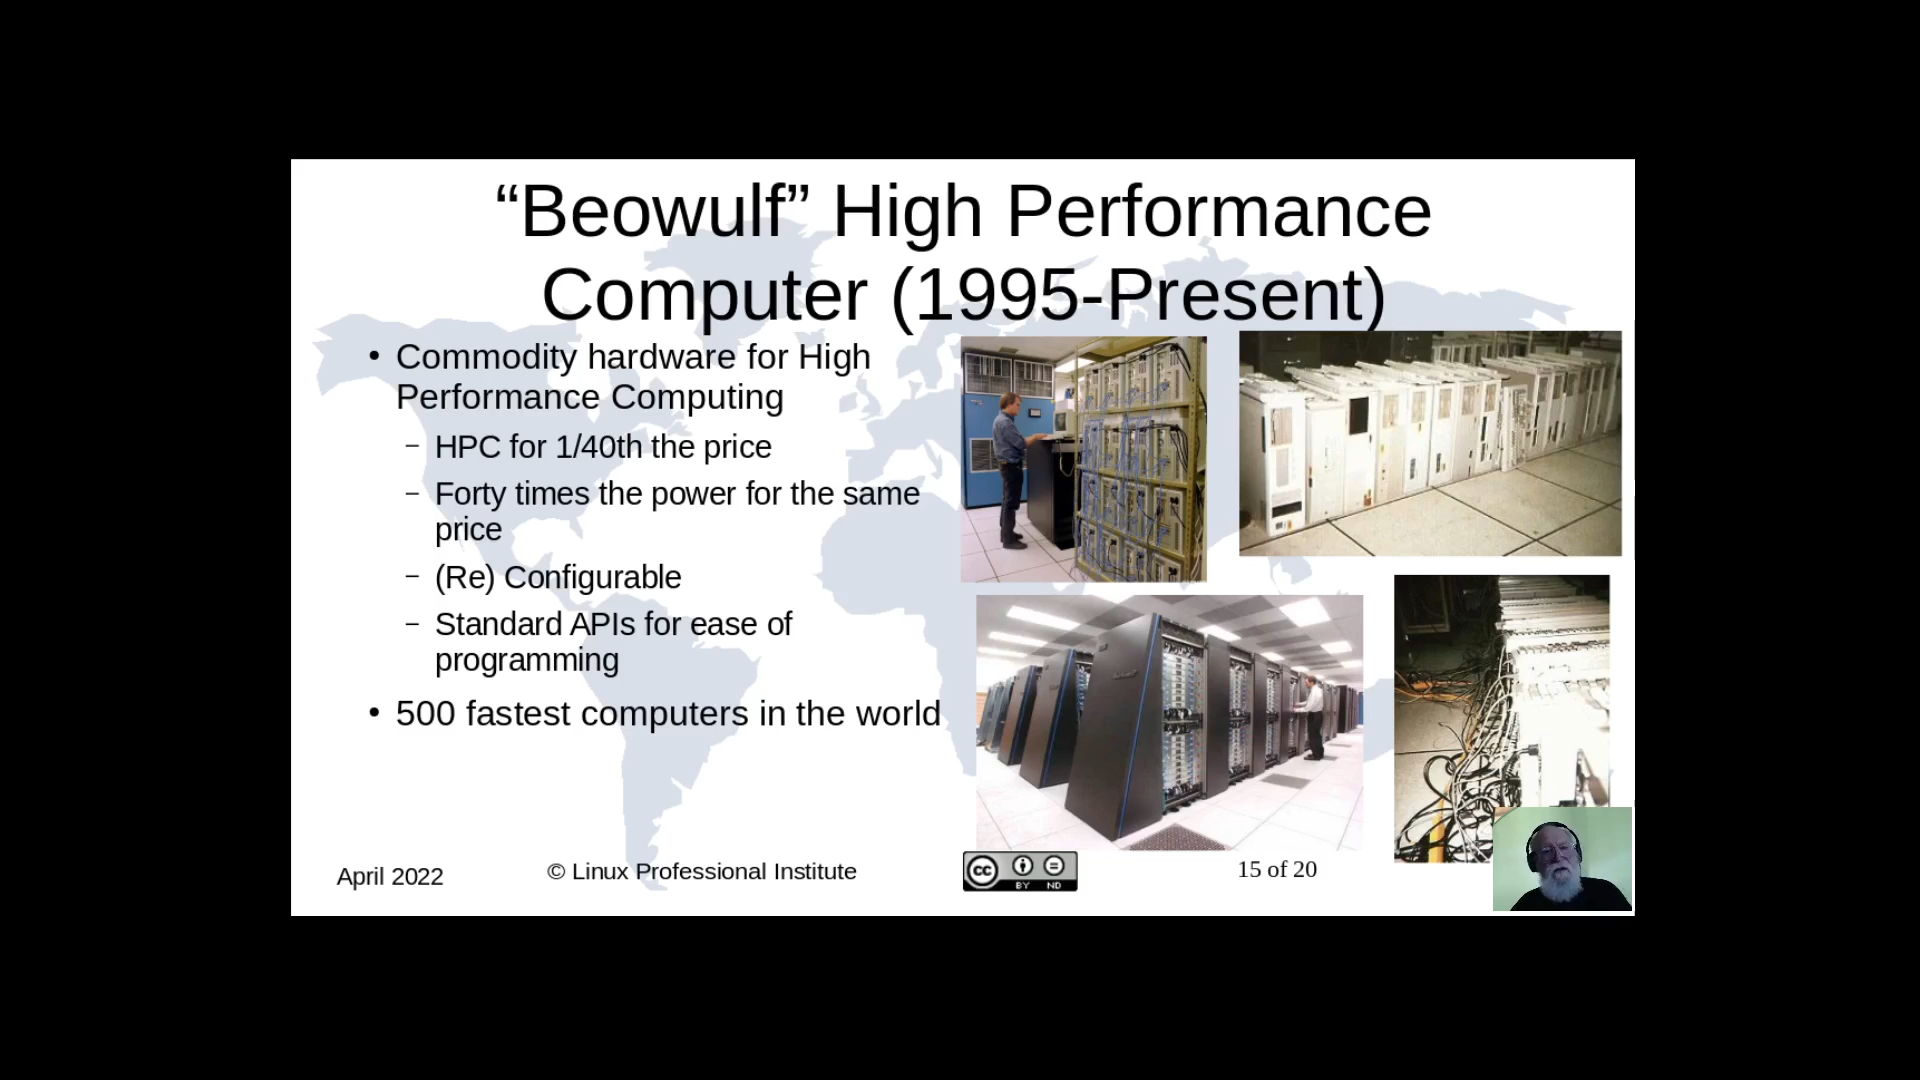 “Beowulf” High Performance
Computer (1995-Present)
• Commodity hardware for High
Performance Computing
– HPC for 1/40th the price
– Forty times the power for the same
price
– (Re) Configurable
– Standard APIs for ease of
programming
• 500 fastest computers in the world
April 2022
© Linux Professional Institute
cc BY ND
15 of 20